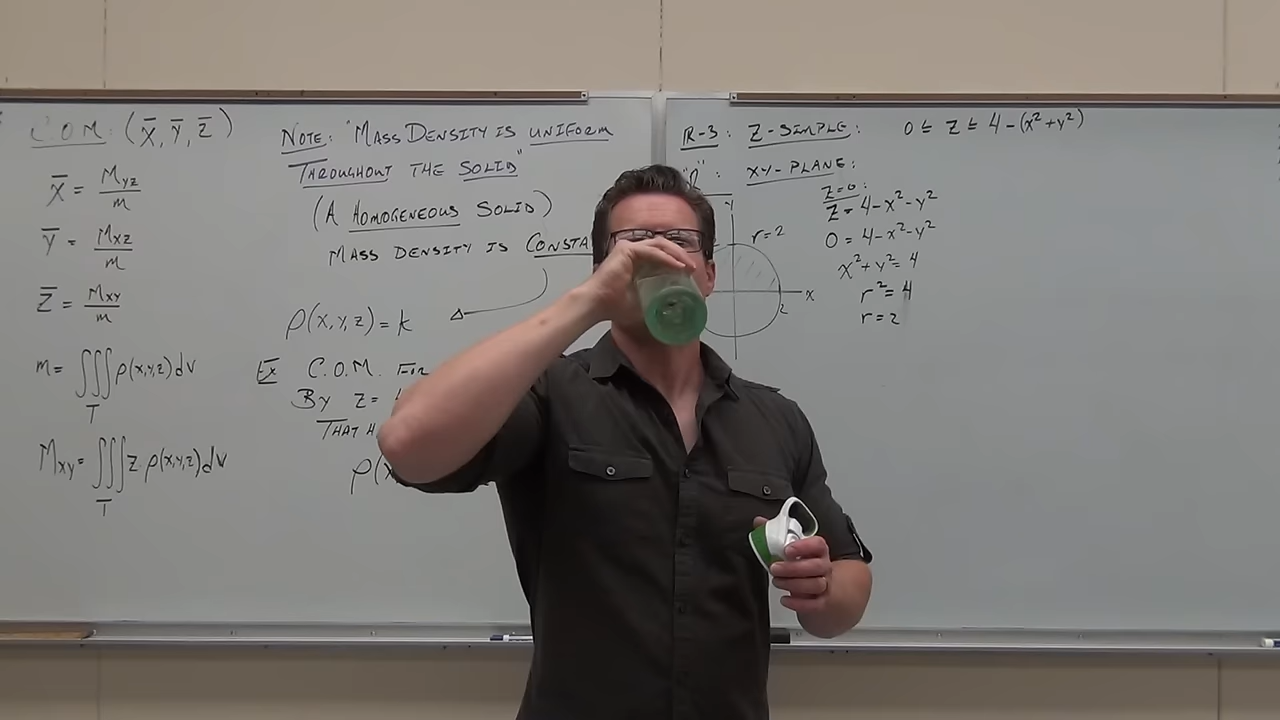 C.O.M: (x̄, ȳ, z̄)
x̄ = Myz/m
ȳ = Mxz/m
z̄ = Mxy/m
m = ∭ ρ(x,y,z) dv
T
Mxy = ∭ z ρ(x,y,z) dv
T
NOTE: "MASS DENSITY IS UNIFORM
THROUGHOUT THE SOLID"
(A HOMOGENEOUS SOLID)
MASS DENSITY IS
ρ(x,y,z) = k
EX C.O.M. FOR
BY z =
THAT
ρ(x
R-3: Z-SIMPLE: 0 ≤ z ≤ 4-(x²+y²)
"R": XY-PLANE:
z=0:
z = 4-x²-y²
0 = 4-x²-y²
x²+y² = 4
r² = 4
r = 2
y
r=2
x
2